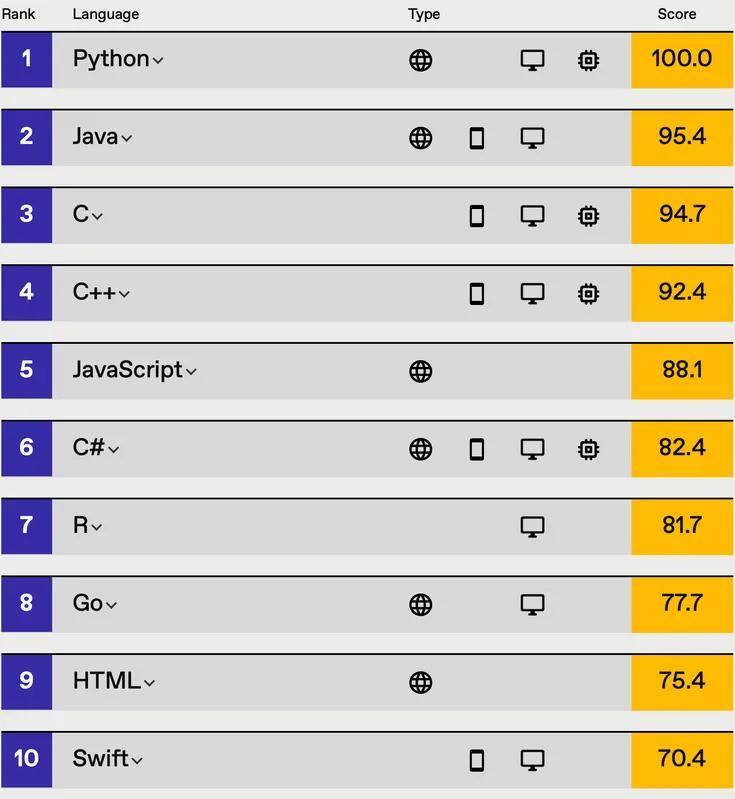 Rank Language Type Score
1 Python 100.0
2 Java 95.4
3 C 94.7
4 C++ 92.4
5 JavaScript 88.1
6 C# 82.4
7 R 81.7
8 Go 77.7
9 HTML 75.4
10 Swift 70.4